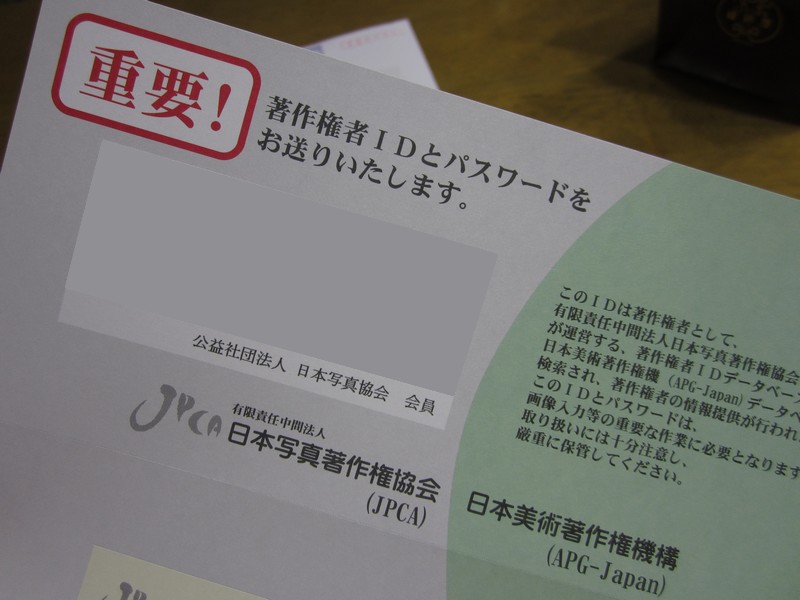 重要!
著作権者IDとパスワードを
お送りいたします。
公益社団法人 日本写真協会 会員
JPCA
有限責任中間法人
日本写真著作権協会
(JPCA)
このIDは著作権者として、
有限責任中間法人日本写真著作権協会
が運営する、著作権者IDデータベース
日本美術著作権機 (APG-Japan) データベ
検索され、著作権者の情報提供が行われ
このIDとパスワードは、
画像入力等の重要な作業に必要となります
取り扱いには十分注意し、
厳重に保管してください。
日本美術著作権機構
(APG-Japan)